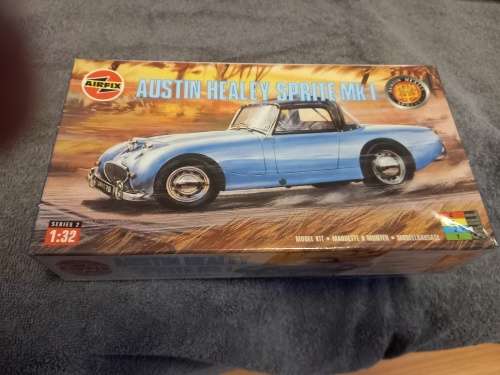 AIRFIX
AUSTIN-HEALEY SPRITE MK I
SERIES 2
1:32
MODEL KIT • MAQUETTE À MONTER • MODELLBAUSATZ